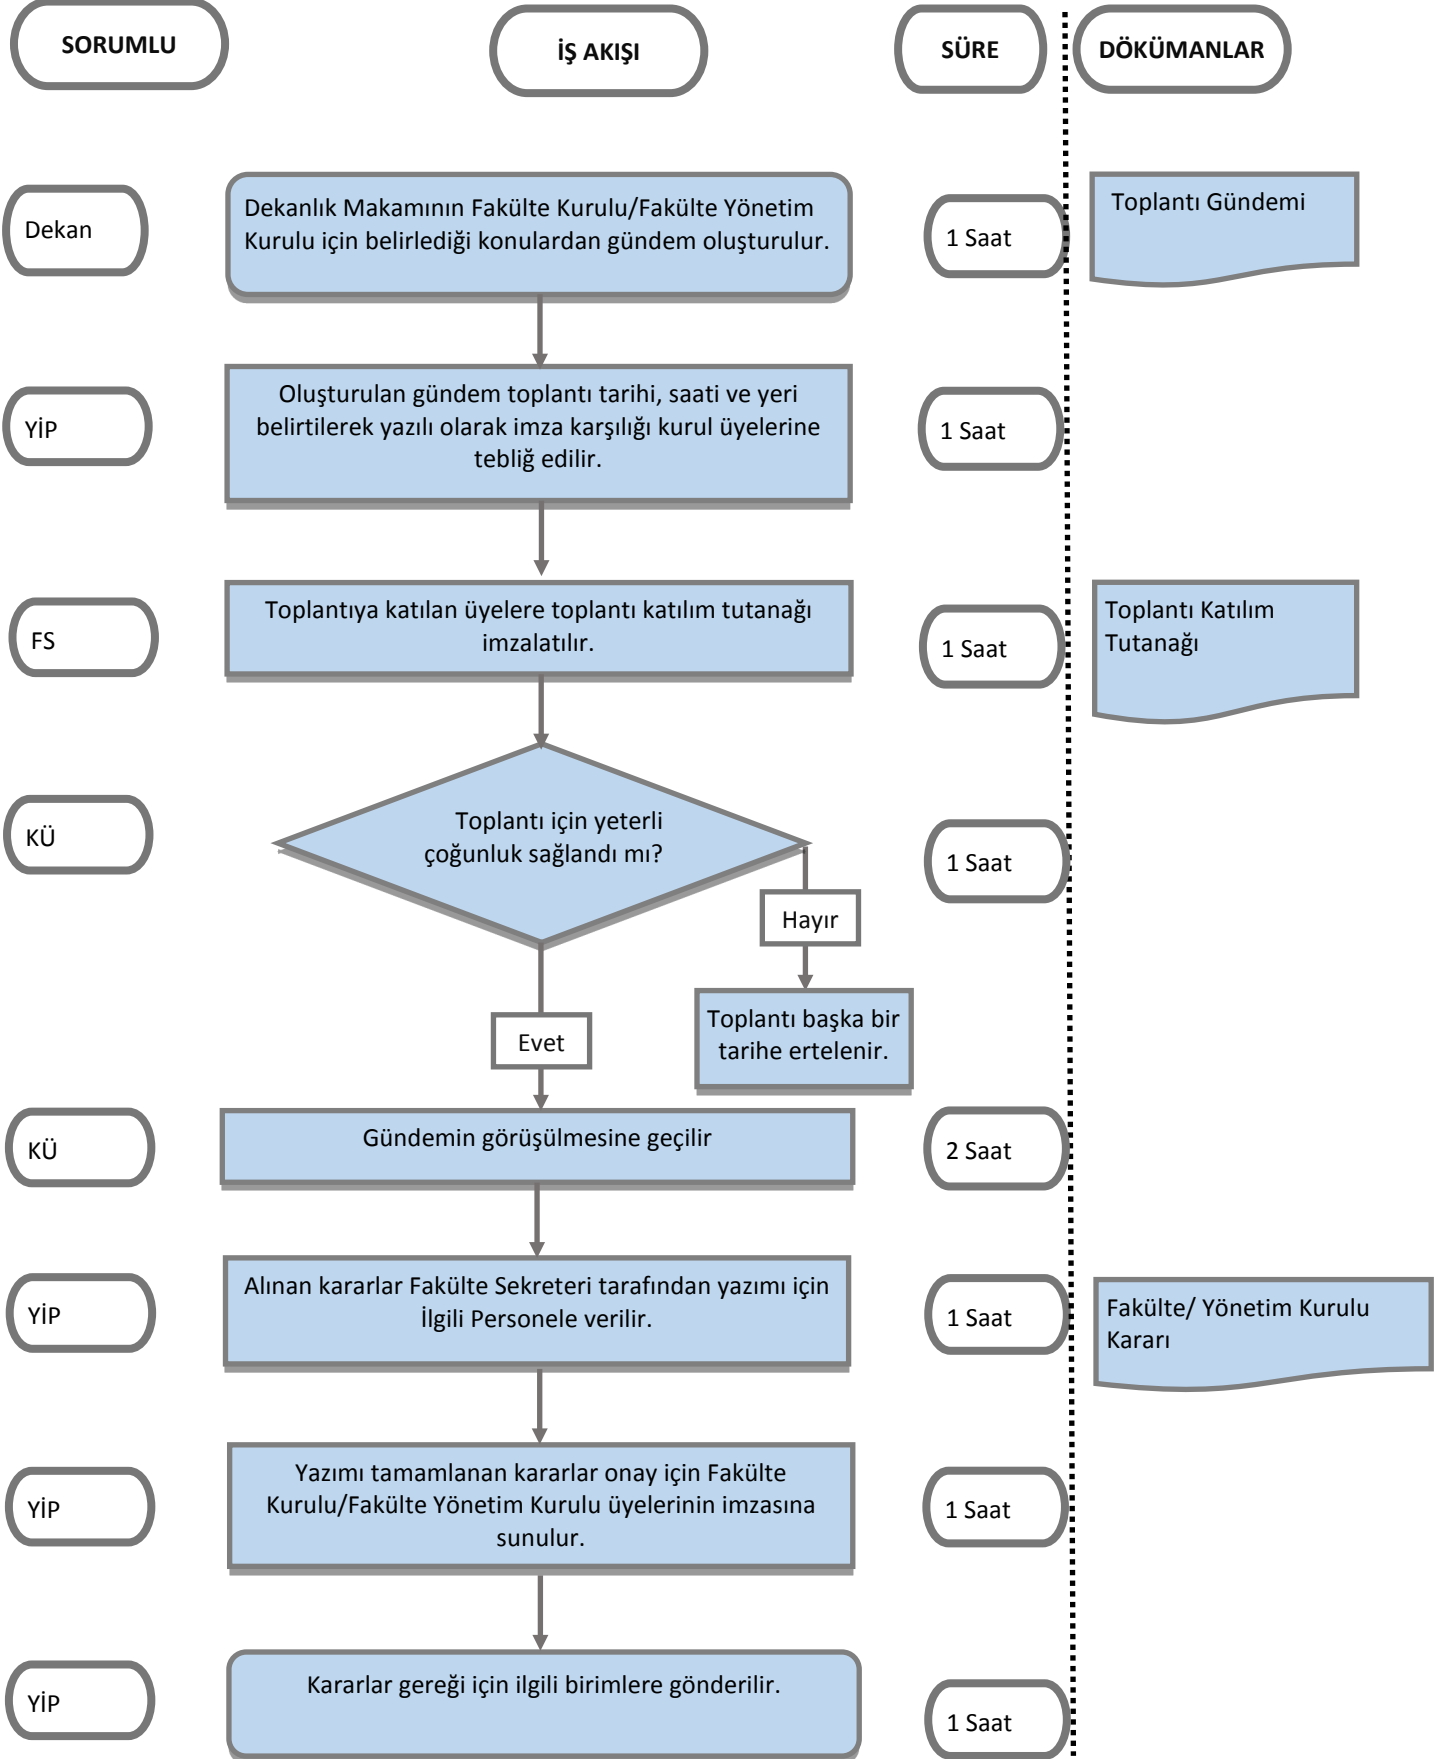 SORUMLU
İŞ AKIŞI
SÜRE
DÖKÜMANLAR
Dekan
Dekanlık Makamının Fakülte Kurulu/Fakülte Yönetim
Kurulu için belirlediği konulardan gündem oluşturulur.
1 Saat
Toplantı Gündemi
YİP
Oluşturulan gündem toplantı tarihi, saati ve yeri
belirtilerek yazılı olarak imza karşılığı kurul üyelerine
tebliğ edilir.
1 Saat
FS
Toplantıya katılan üyelere toplantı katılım tutanağı
imzalatılır.
1 Saat
Toplantı Katılım
Tutanağı
KÜ
Toplantı için yeterli
çoğunluk sağlandı mı?
1 Saat
Hayır
Toplantı başka bir
tarihe ertelenir.
Evet
KÜ
Gündemin görüşülmesine geçilir
2 Saat
YİP
Alınan kararlar Fakülte Sekreteri tarafından yazımı için
İlgili Personele verilir.
1 Saat
Fakülte/ Yönetim Kurulu
Kararı
YİP
Yazımı tamamlanan kararlar onay için Fakülte
Kurulu/Fakülte Yönetim Kurulu üyelerinin imzasına
sunulur.
1 Saat
YİP
Kararlar gereği için ilgili birimlere gönderilir.
1 Saat